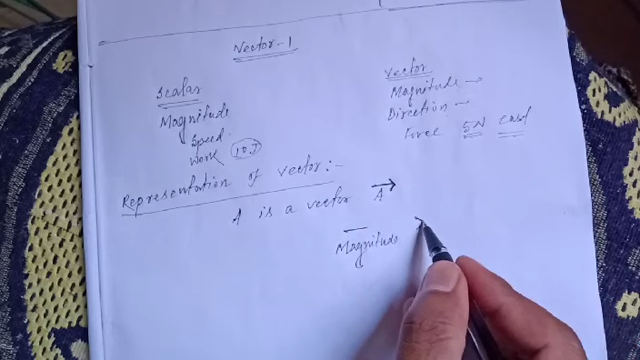 Vector-1
Scalar
Magnitude
Speed
Work 10 J
Vector
Magnitude →
Direction →
Force 5N East
Representation of vector:-
A is a vector A
Magnitude